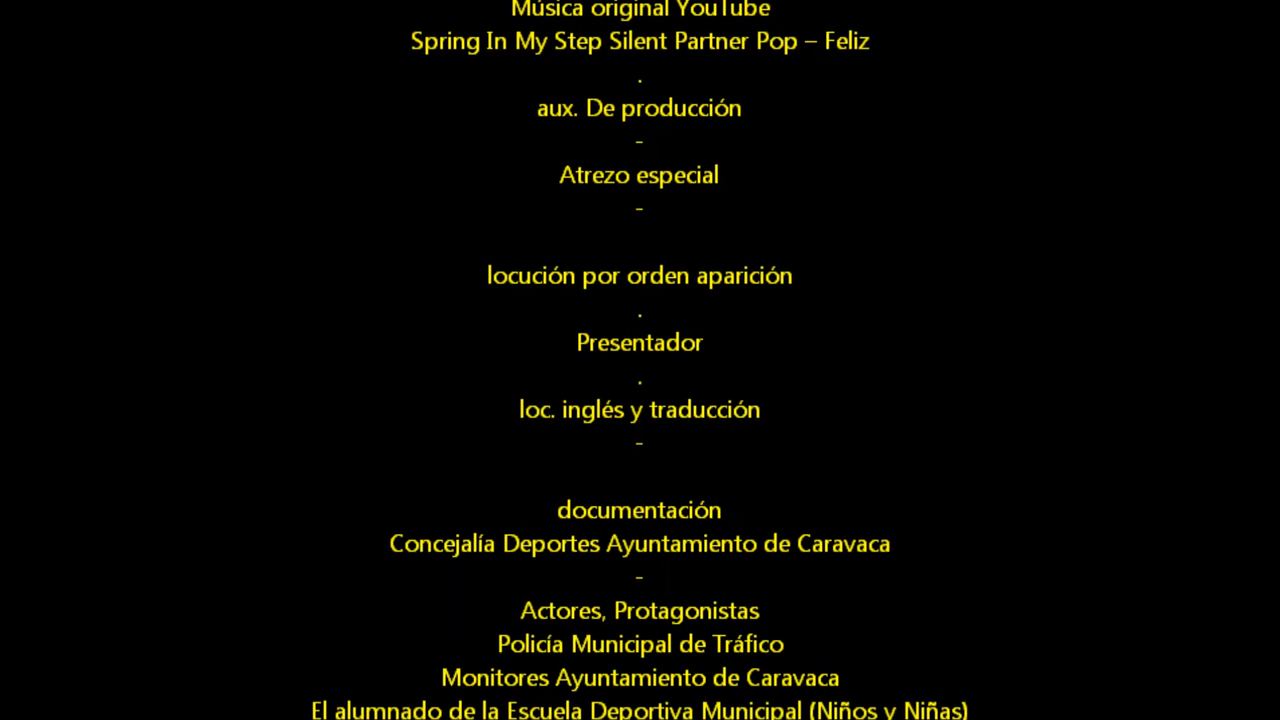 Música original YouTube
Spring In My Step Silent Partner Pop – Feliz
.
aux. De producción
-
Atrezo especial
-
locución por orden aparición
.
Presentador
.
loc. inglés y traducción
-
documentación
Concejalía Deportes Ayuntamiento de Caravaca
-
Actores, Protagonistas
Policía Municipal de Tráfico
Monitores Ayuntamiento de Caravaca
El alumnado de la Escuela Deportiva Municipal (Niños y Niñas)